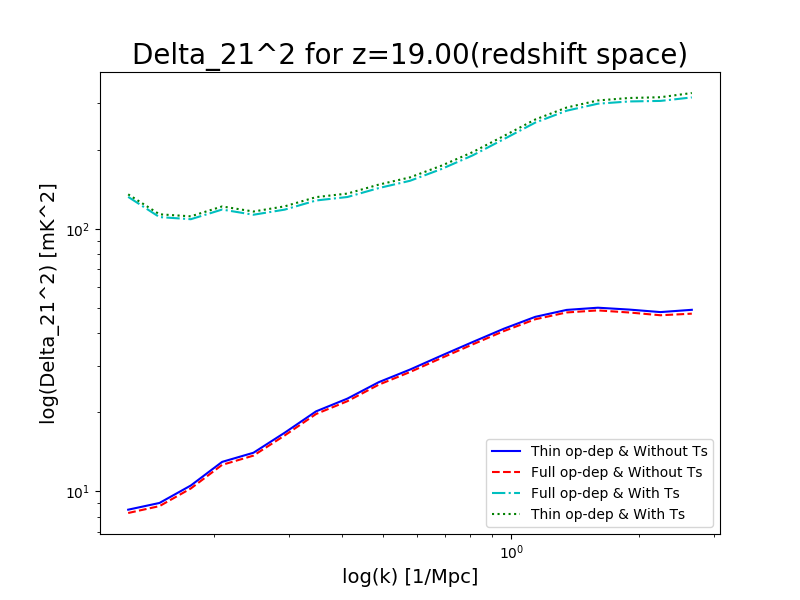 Delta_21^2 for z=19.00(redshift space)
log(Delta_21^2) [mK^2]
10^2
10^1
Thin op-dep & Without Ts
Full op-dep & Without Ts
Full op-dep & With Ts
Thin op-dep & With Ts
10^0
log(k) [1/Mpc]